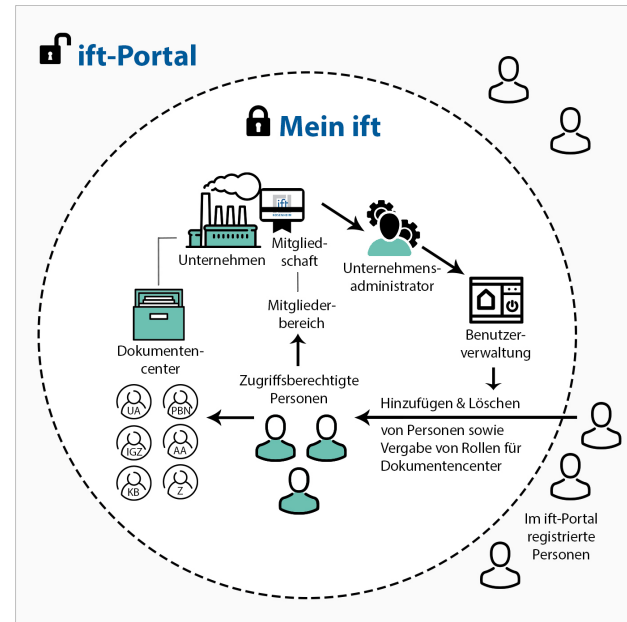 ift-Portal
Mein ift
ift
Unternehmen
Mitglied-
schaft
Unternehmens-
administrator
Mitglieder-
bereich
Benutzer-
verwaltung
Dokumenten-
center
Zugriffsberechtigte
Personen
Hinzufügen & Löschen
von Personen sowie
Vergabe von Rollen für
Dokumentencenter
UA
PBN
IGZ
AA
KB
Z
Im ift-Portal
registrierte
Personen